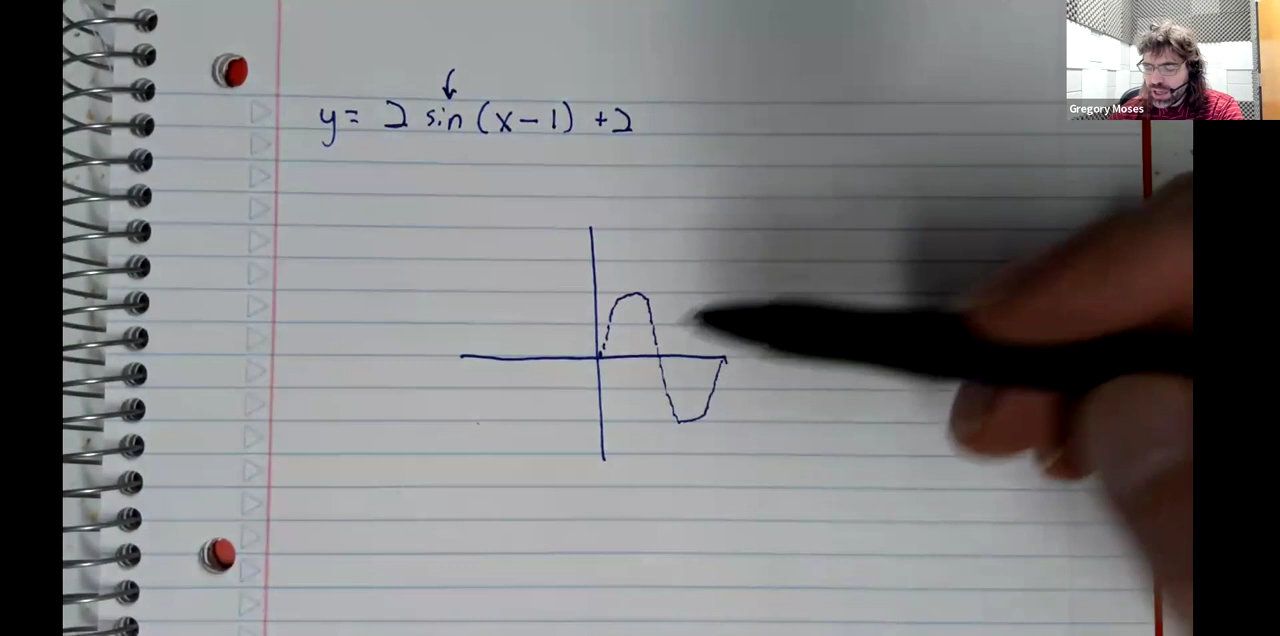 y = 2 sin (x - 1) + 2
Gregory Moses